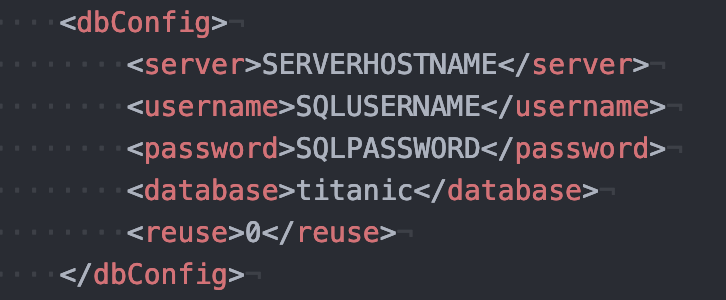 <dbConfig>
<server>SERVERHOSTNAME</server>
<username>SQLUSERNAME</username>
<password>SQLPASSWORD</password>
<database>titanic</database>
<reuse>0</reuse>
</dbConfig>